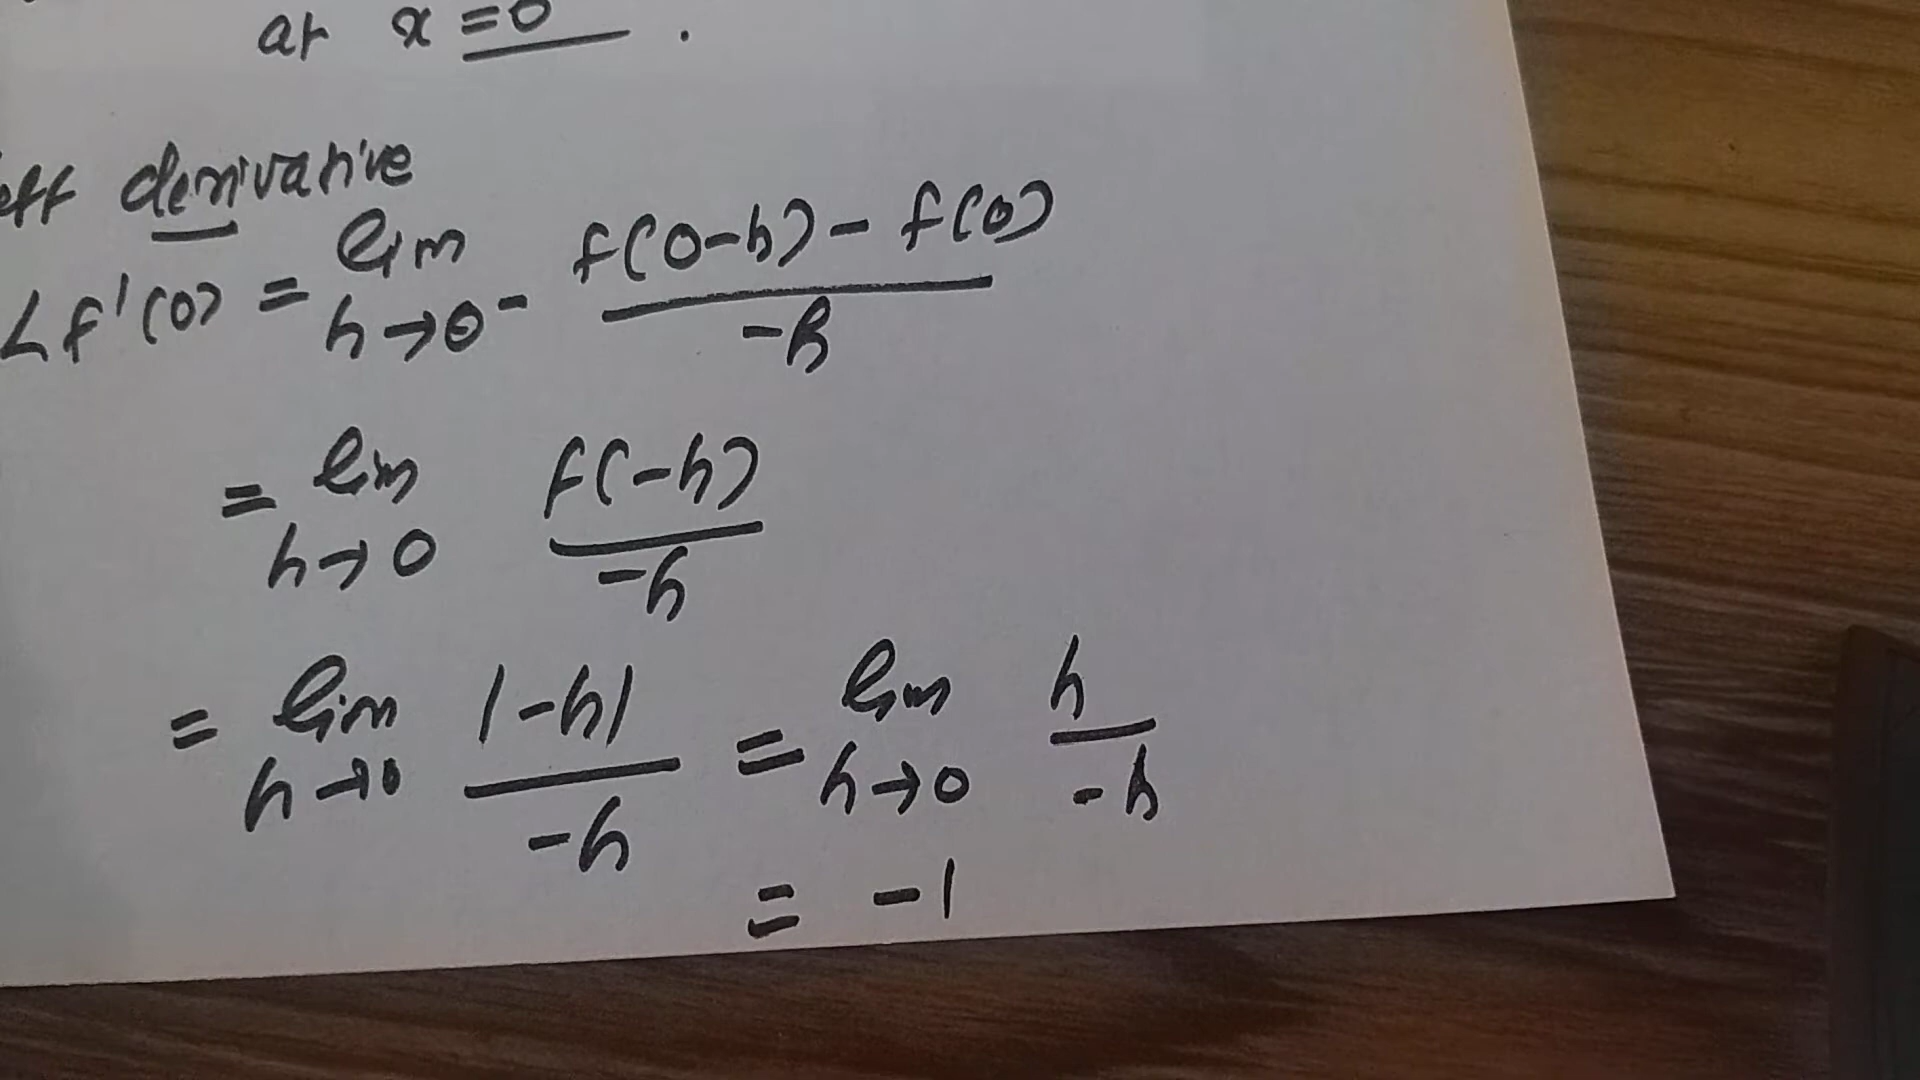 at x = 0.
eft derivative
Lf'(0) = lim h→0- f(0-h) - f(0) / -h
= lim h→0 f(-h) / -h
= lim h→0 |-h| / -h = lim h→0 h / -h
= -1